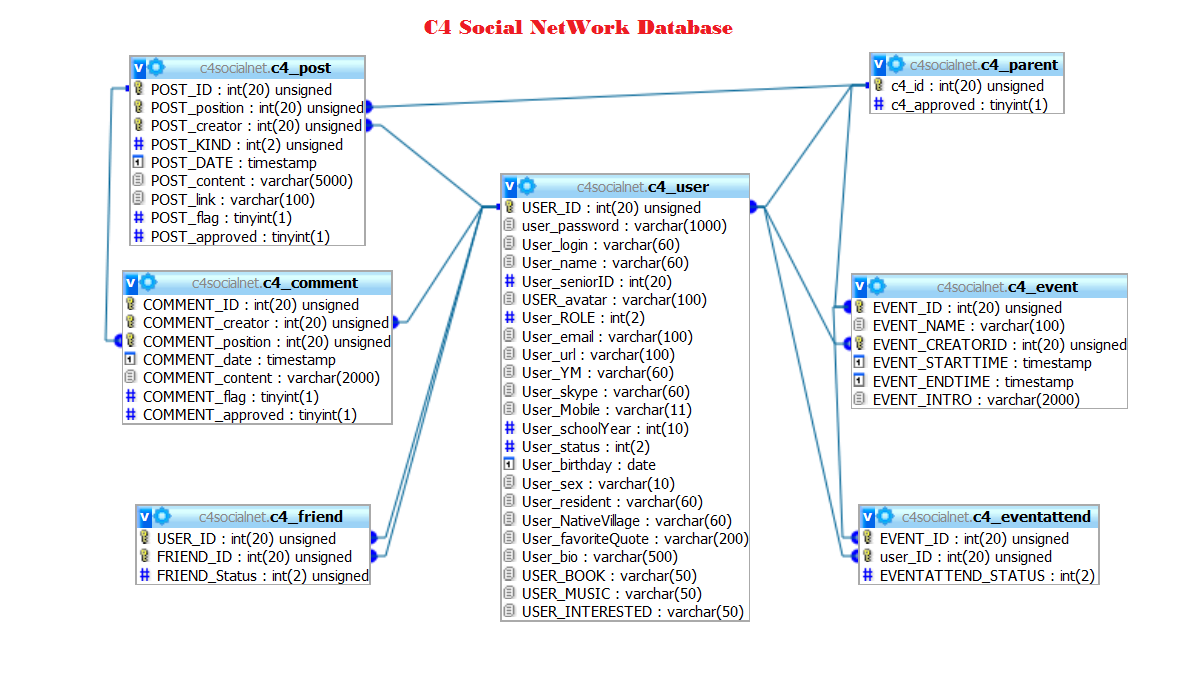 C4 Social NetWork Database
v c4socialnet.c4_post
POST_ID : int(20) unsigned
POST_position : int(20) unsigned
POST_creator : int(20) unsigned
# POST_KIND : int(2) unsigned
POST_DATE : timestamp
POST_content : varchar(5000)
POST_link : varchar(100)
# POST_flag : tinyint(1)
# POST_approved : tinyint(1)
v c4socialnet.c4_parent
c4_id : int(20) unsigned
# c4_approved : tinyint(1)
v c4socialnet.c4_user
USER_ID : int(20) unsigned
user_password : varchar(1000)
User_login : varchar(60)
User_name : varchar(60)
# User_seniorID : int(20)
USER_avatar : varchar(100)
# User_ROLE : int(2)
User_email : varchar(100)
User_url : varchar(100)
User_YM : varchar(60)
User_skype : varchar(60)
User_Mobile : varchar(11)
# User_schoolYear : int(10)
# User_status : int(2)
User_birthday : date
User_sex : varchar(10)
User_resident : varchar(60)
User_NativeVillage : varchar(60)
User_favoriteQuote : varchar(200)
User_bio : varchar(500)
USER_BOOK : varchar(50)
USER_MUSIC : varchar(50)
USER_INTERESTED : varchar(50)
v c4socialnet.c4_comment
COMMENT_ID : int(20) unsigned
COMMENT_creator : int(20) unsigned
COMMENT_position : int(20) unsigned
COMMENT_date : timestamp
COMMENT_content : varchar(2000)
# COMMENT_flag : tinyint(1)
# COMMENT_approved : tinyint(1)
v c4socialnet.c4_event
EVENT_ID : int(20) unsigned
EVENT_NAME : varchar(100)
EVENT_CREATORID : int(20) unsigned
EVENT_STARTTIME : timestamp
EVENT_ENDTIME : timestamp
EVENT_INTRO : varchar(2000)
v c4socialnet.c4_friend
USER_ID : int(20) unsigned
FRIEND_ID : int(20) unsigned
# FRIEND_Status : int(2) unsigned
v c4socialnet.c4_eventattend
EVENT_ID : int(20) unsigned
user_ID : int(20) unsigned
# EVENTATTEND_STATUS : int(2)